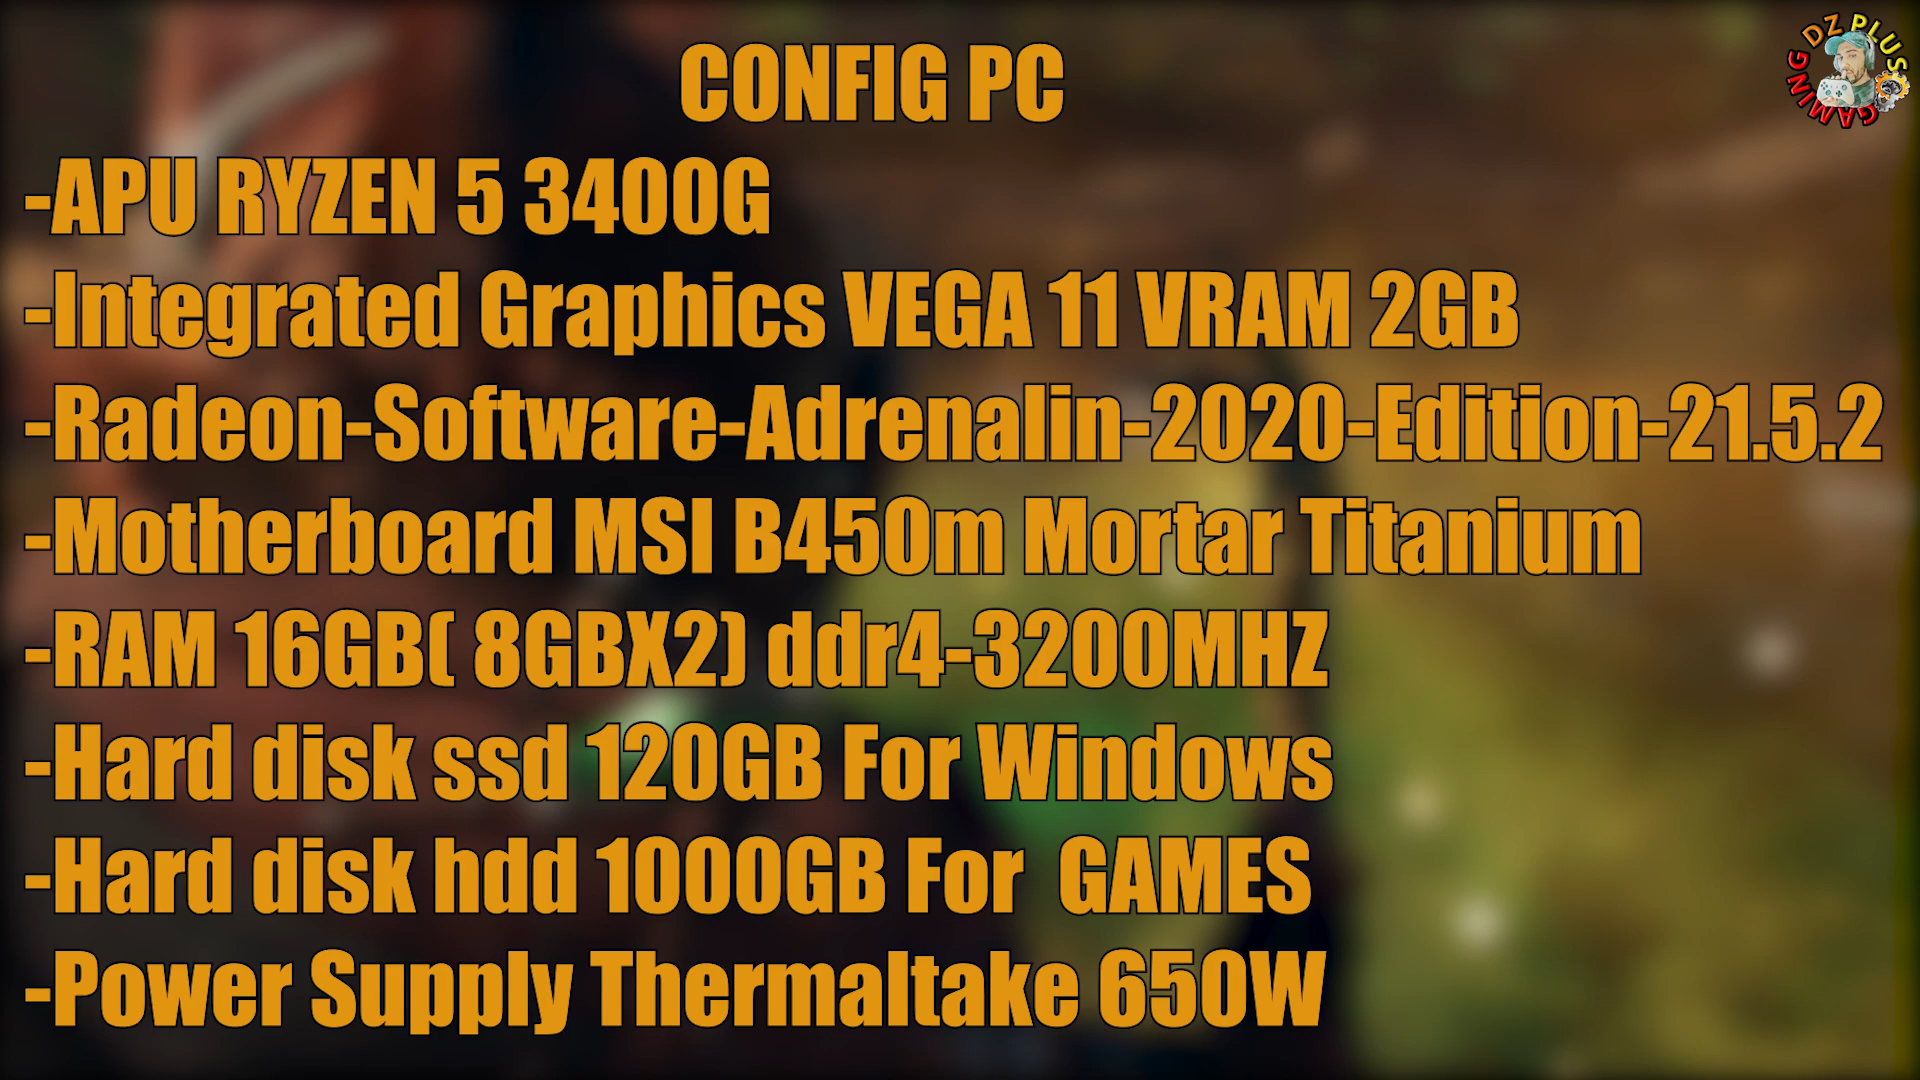 CONFIG PC
GAMING DZ PLUS
-APU RYZEN 5 3400G
-Integrated Graphics VEGA 11 VRAM 2GB
-Radeon-Software-Adrenalin-2020-Edition-21.5.2
-Motherboard MSI B450m Mortar Titanium
-RAM 16GB( 8GBX2) ddr4-3200MHZ
-Hard disk ssd 120GB For Windows
-Hard disk hdd 1000GB For  GAMES
-Power Supply Thermaltake 650W